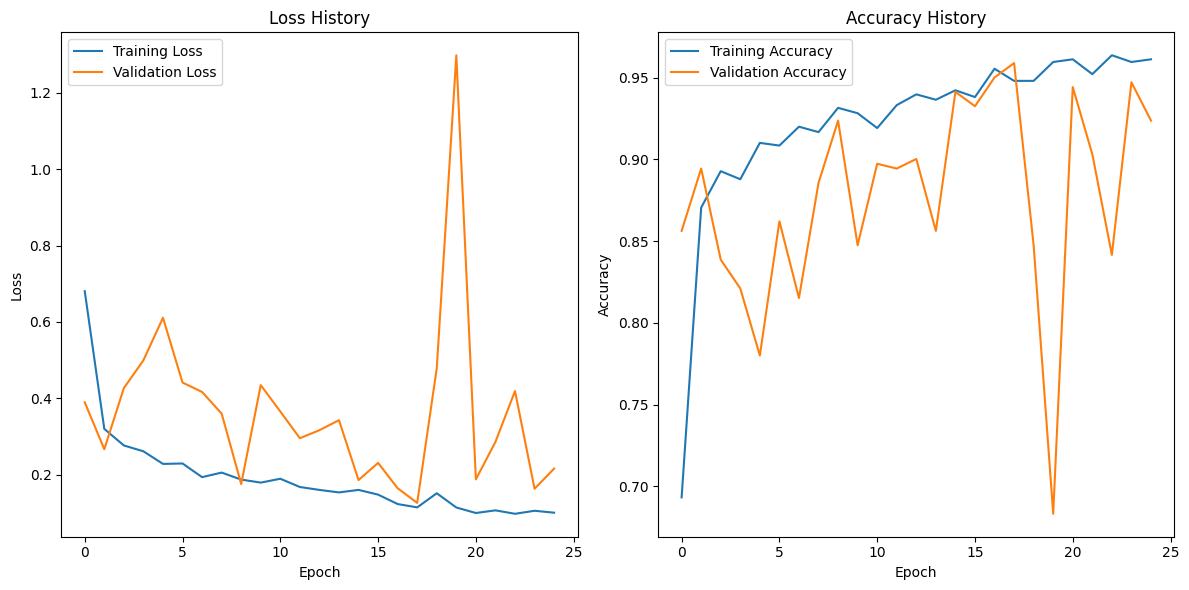 Loss History
Training Loss
Validation Loss
1.2
1.0
0.8
0.6
0.4
0.2
Loss
0
5
10
15
20
25
Epoch
Accuracy History
Training Accuracy
Validation Accuracy
0.95
0.90
0.85
0.80
0.75
0.70
Accuracy
0
5
10
15
20
25
Epoch